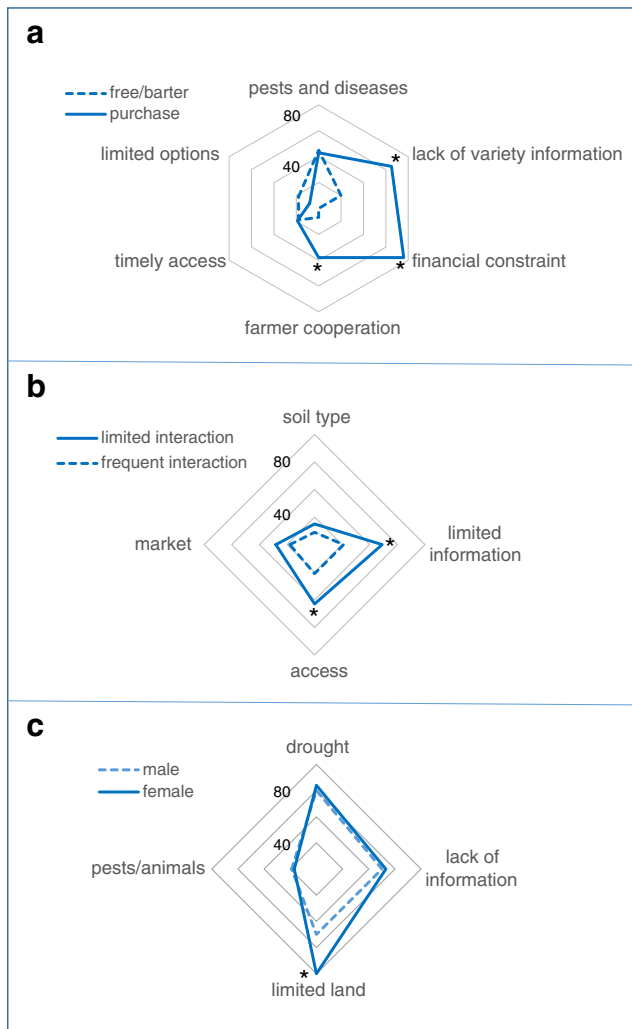 a
free/barter
purchase
pests and diseases
80
limited options
40
*
lack of variety information
timely access
*
*
financial constraint
farmer cooperation
b
soil type
limited interaction
frequent interaction
80
40
market
*
limited
information
*
access
c
drought
male
female
80
40
pests/animals
lack of
information
*
limited land